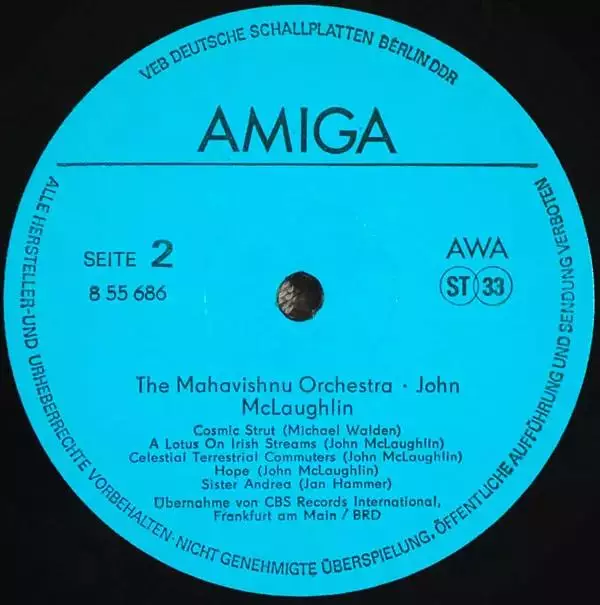 VEB DEUTSCHE SCHALLPLATTEN BERLIN DDR
AMIGA
SEITE 2
8 55 686
AWA
ST 33
The Mahavishnu Orchestra · John
McLaughlin
Cosmic Strut (Michael Walden)
A Lotus On Irish Streams (John McLaughlin)
Celestial Terrestrial Commuters (John McLaughlin)
Hope (John McLaughlin)
Sister Andrea (Jan Hammer)
Übernahme von CBS Records International,
Frankfurt am Main / BRD
ALLE HERSTELLER-UND URHEBERRECHTE VORBEHALTEN-NICHT GENEHMIGTE ÜBERSPIELUNG, ÖFFENTLICHE AUFFÜHRUNG UND SENDUNG VERBOTEN